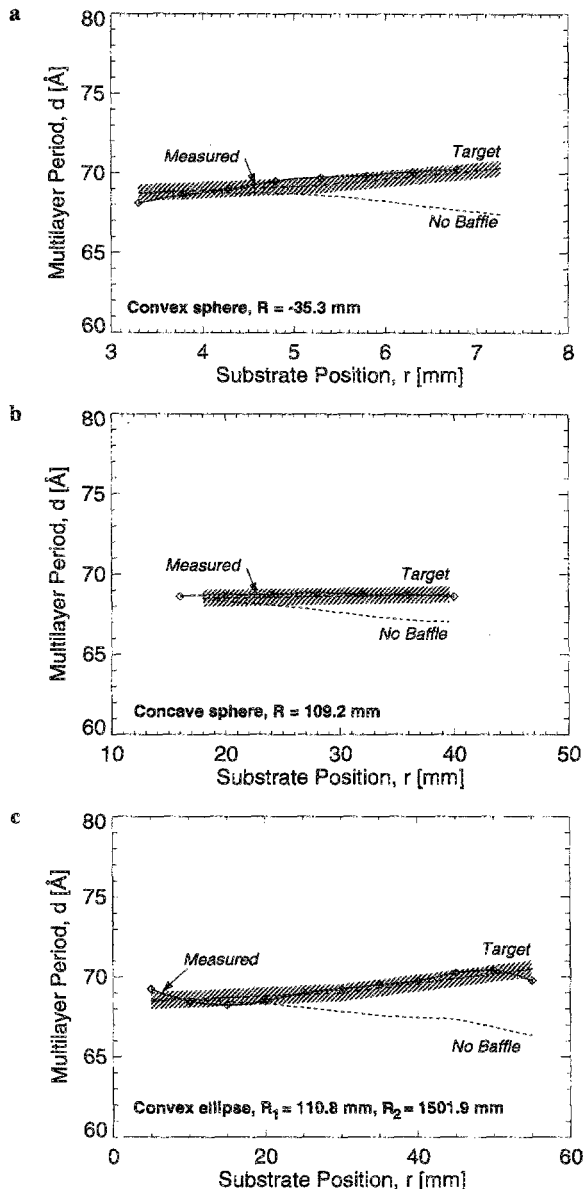 a
80
75
70
65
60
Multilayer Period, d [Å]
Measured
Target
No Baffle
Convex sphere, R = -35.3 mm
3 4 5 6 7 8
Substrate Position, r [mm]
b
80
75
70
65
60
Multilayer Period, d [Å]
Measured
Target
No Baffle
Concave sphere, R = 109.2 mm
10 20 30 40 50
Substrate Position, r [mm]
c
80
75
70
65
60
Multilayer Period, d [Å]
Measured
Target
No Baffle
Convex ellipse, R₁ = 110.8 mm, R₂ = 1501.9 mm
0 20 40 60
Substrate Position, r [mm]